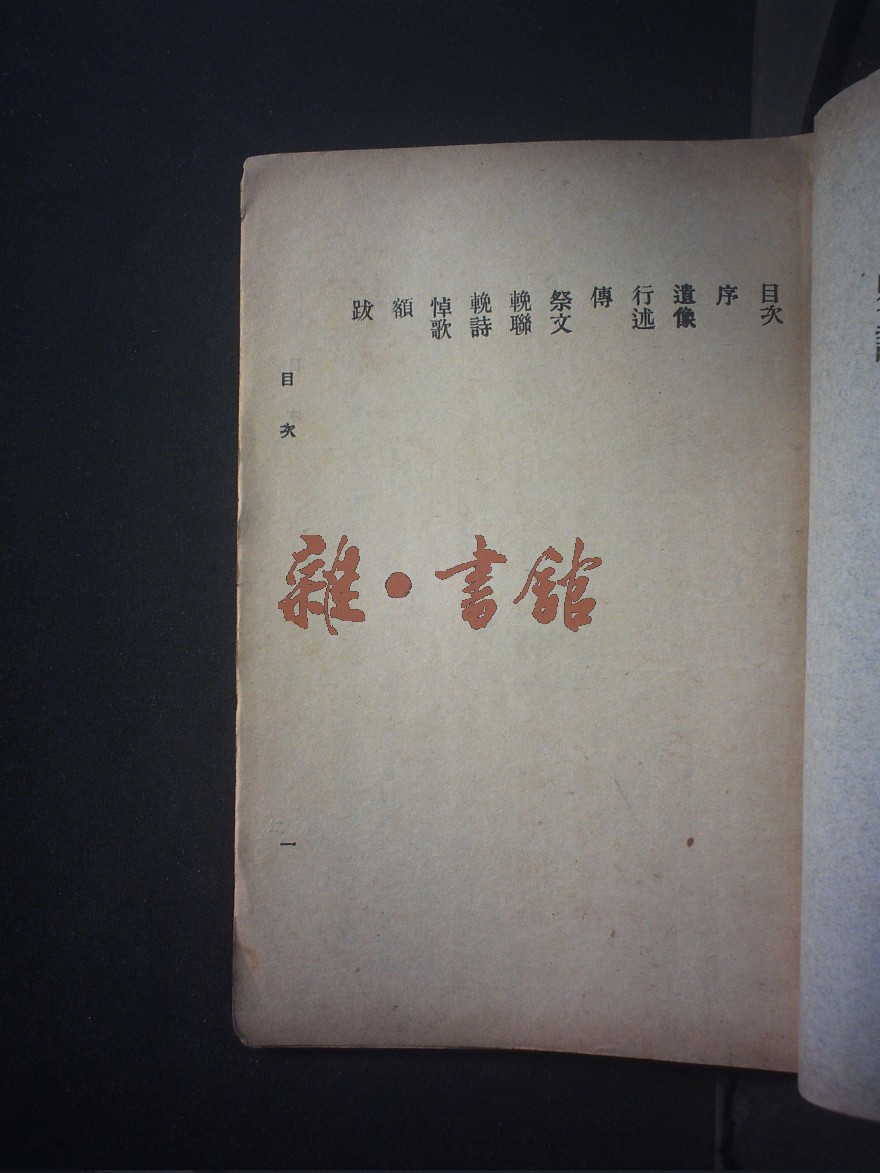 目次
序
遺像
行述
傳
祭文
輓聯
輓詩
悼歌
額
跋
目次
一
雜·書館